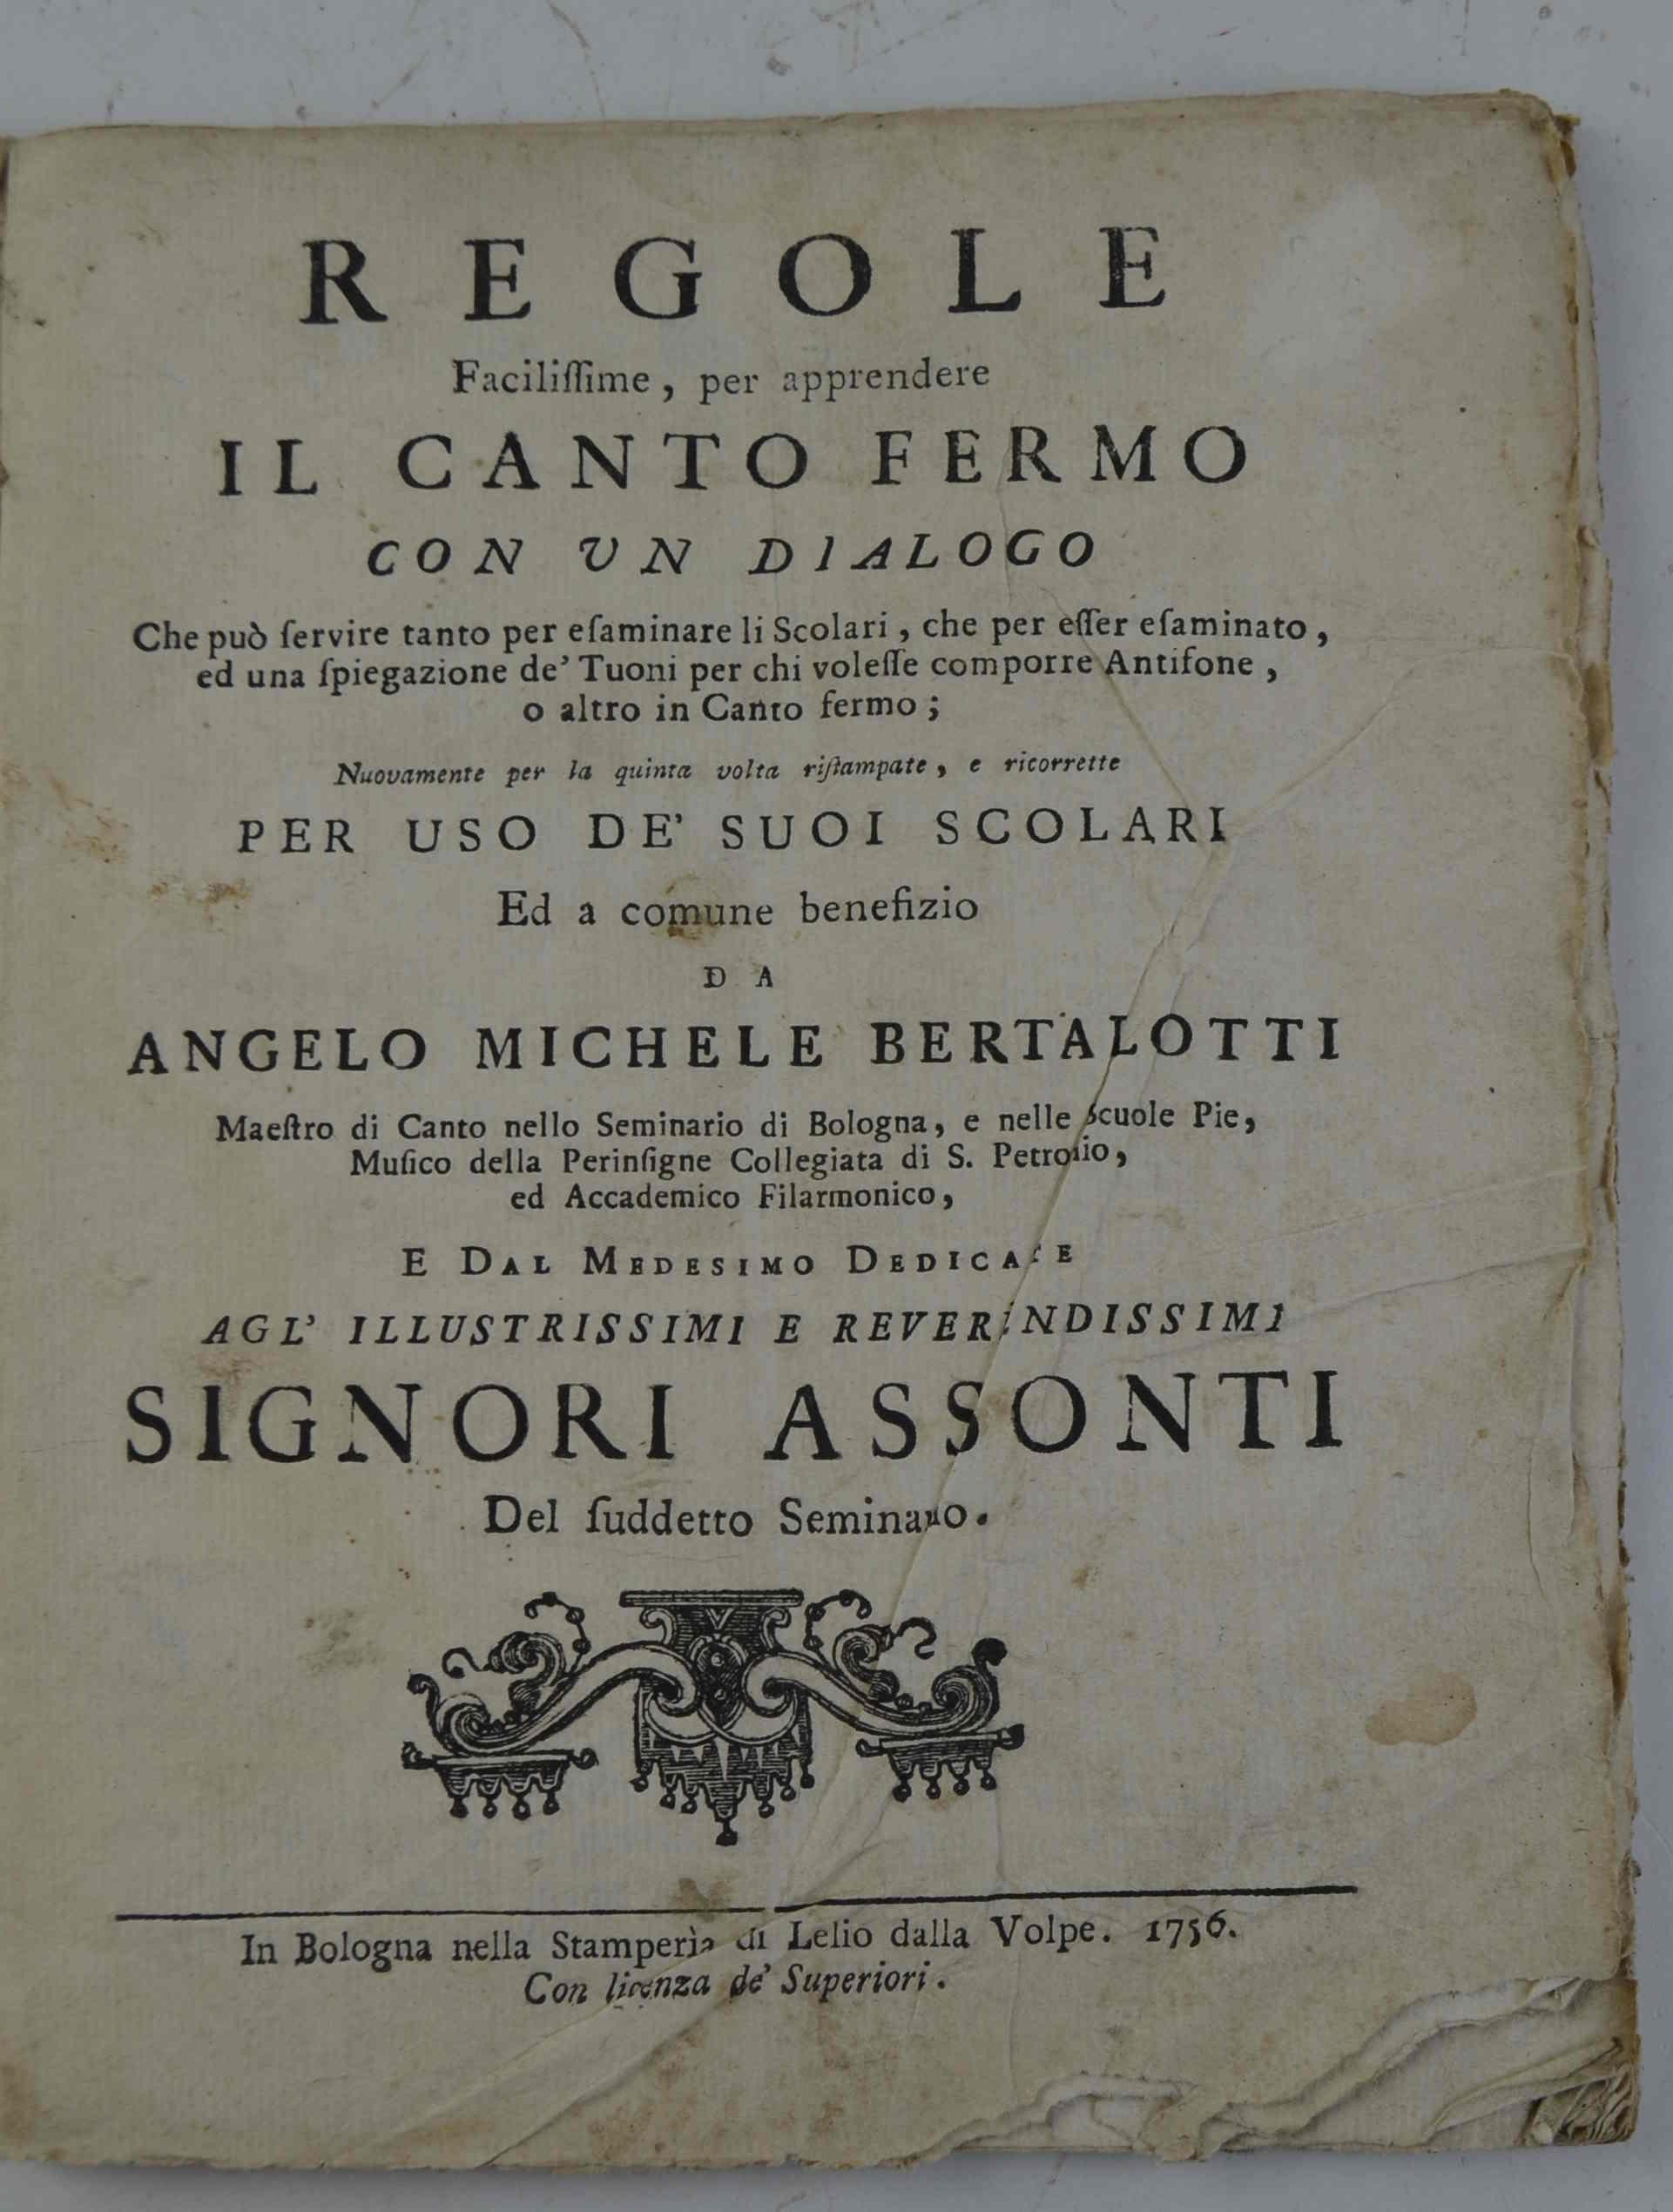 REGOLE
Faciliſſime, per apprendere
IL CANTO FERMO
CON UN DIALOGO
Che può ſervire tanto per eſaminare li Scolari, che per eſſer eſaminato,
ed una ſpiegazione de' Tuoni per chi voleſſe comporre Antifone,
o altro in Canto fermo;
Nuovamente per la quinta volta riſtampate, e ricorrette
PER USO DE' SUOI SCOLARI
Ed a comune benefizio
DA
ANGELO MICHELE BERTALOTTI
Maeſtro di Canto nello Seminario di Bologna, e nelle Scuole Pie,
Muſico della Perinſigne Collegiata di S. Petronio,
ed Accademico Filarmonico,
E DAL MEDESIMO DEDICATE
AGL' ILLUSTRISSIMI E REVERENDISSIMI
SIGNORI ASSONTI
Del ſuddetto Seminario.
In Bologna nella Stamperìa di Lelio dalla Volpe. 1756.
Con licenza de' Superiori.